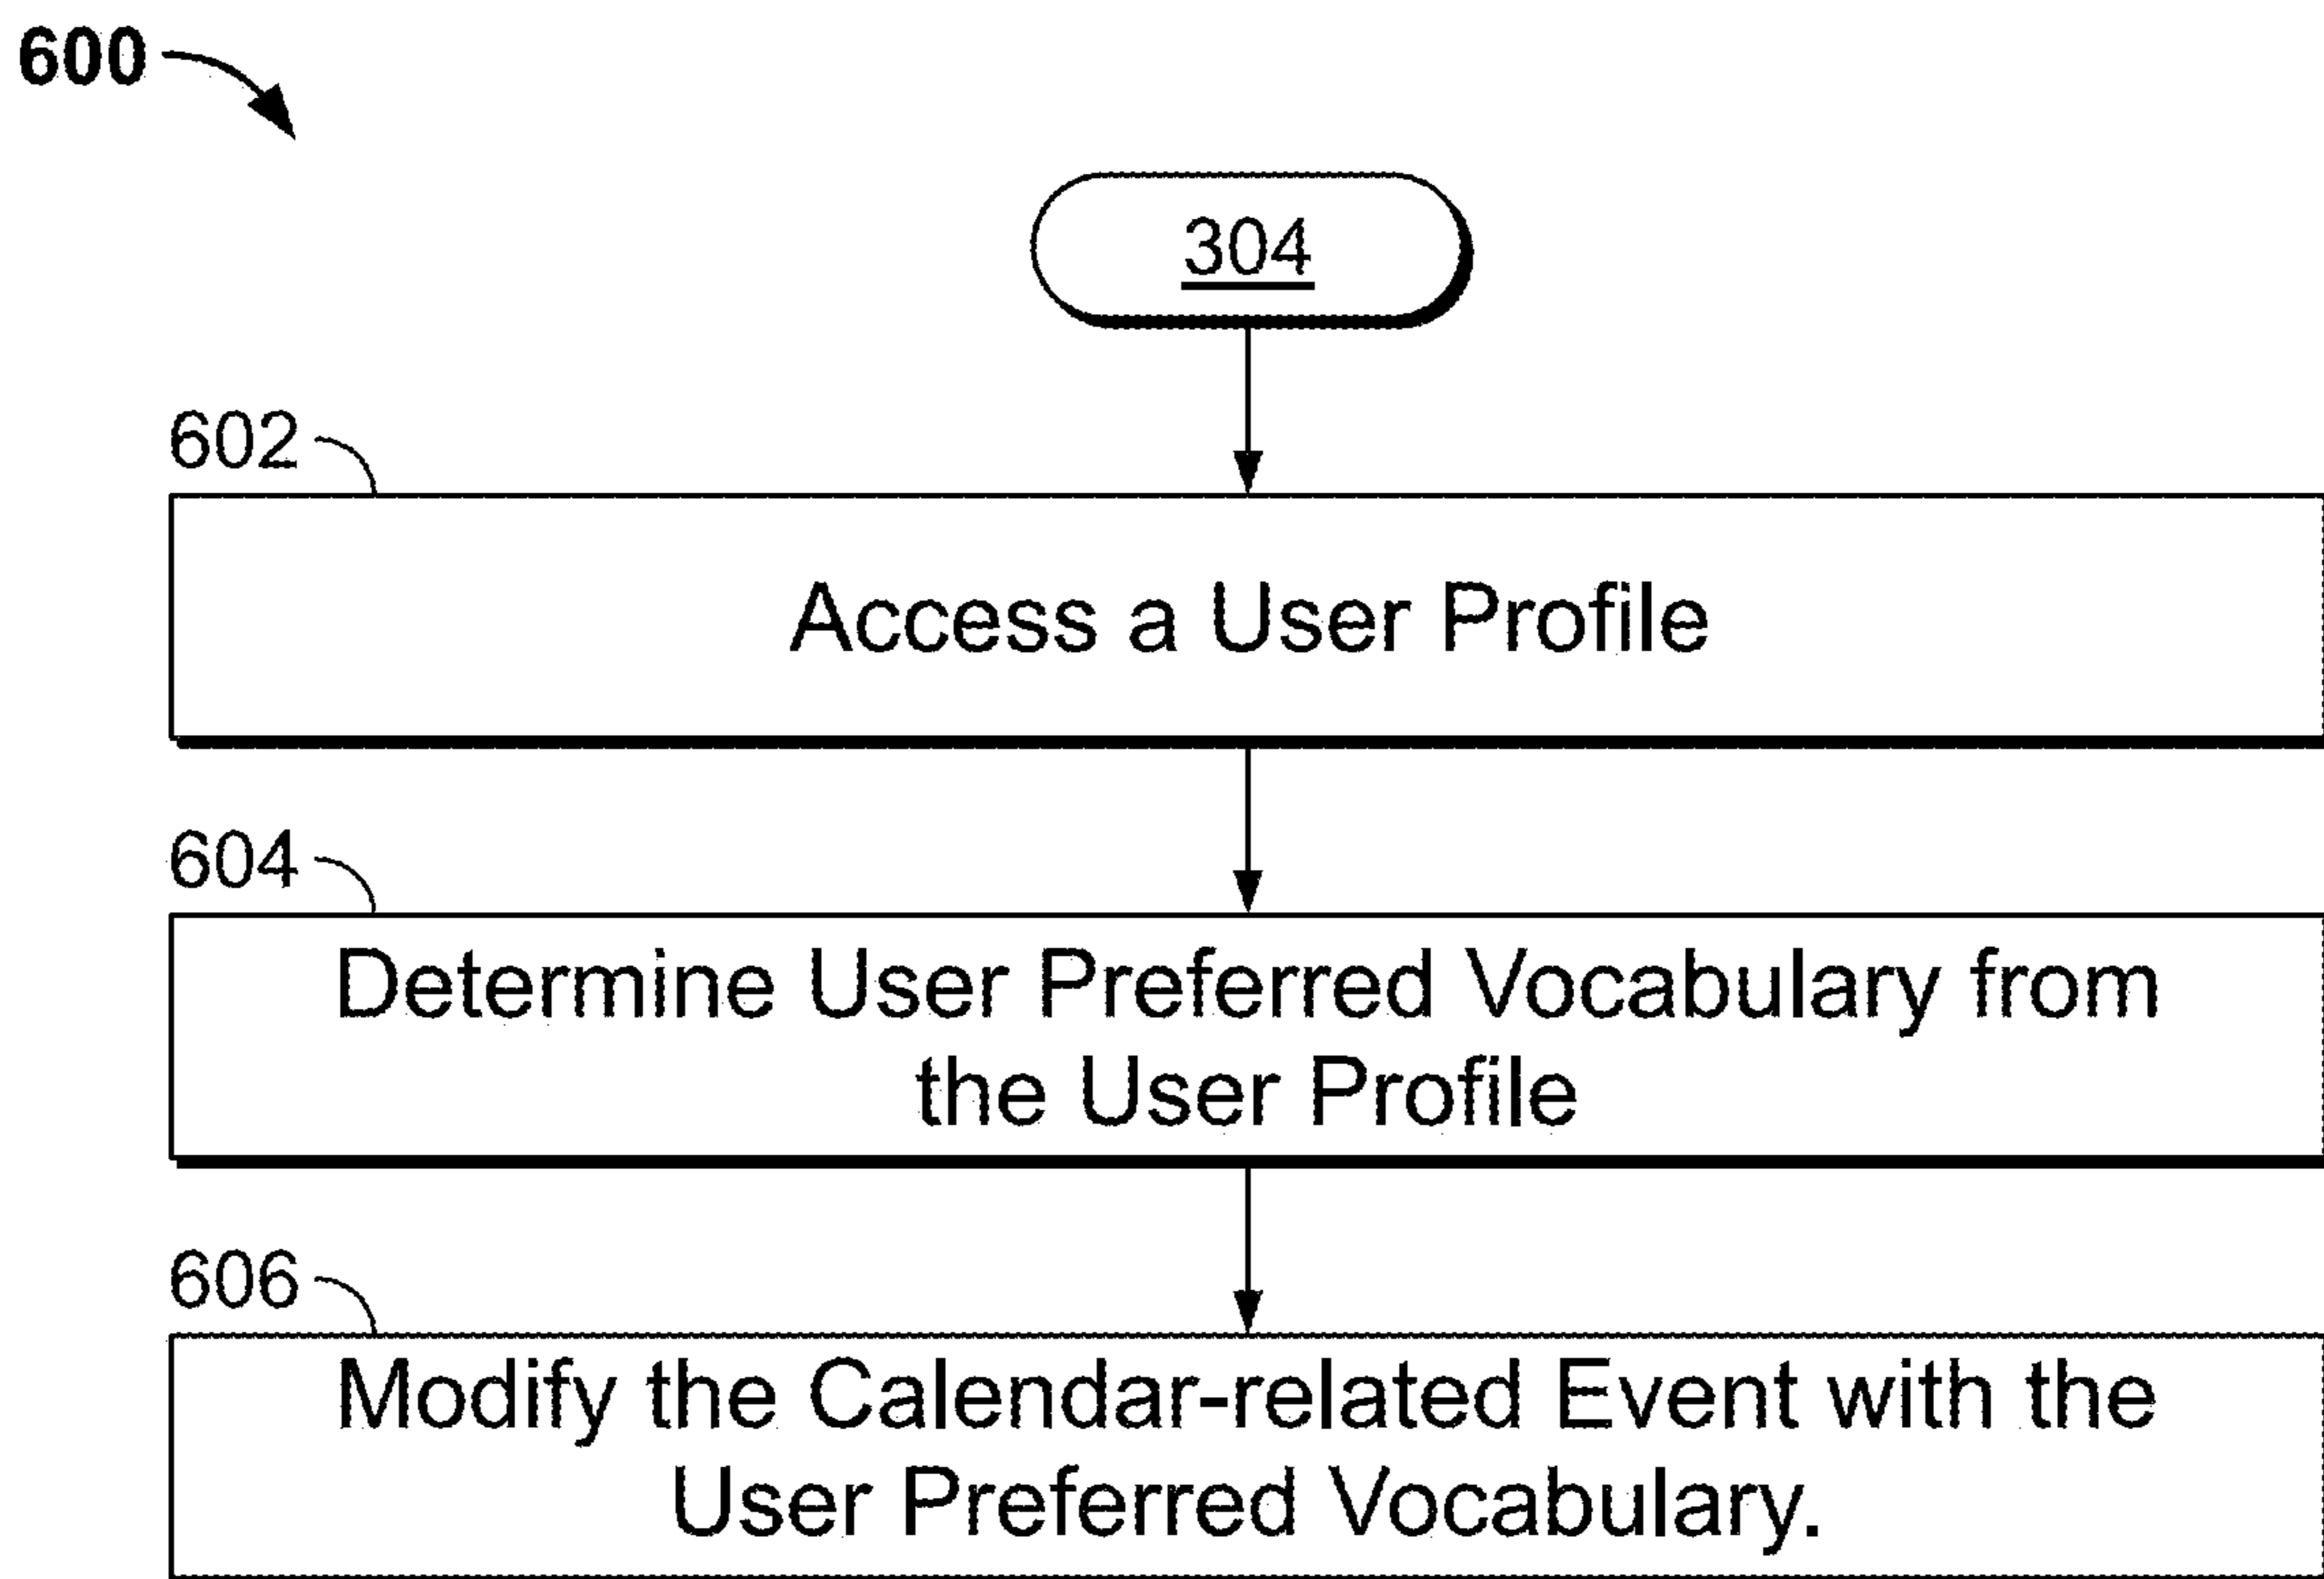 600
304
602
Access a User Profile
604
Determine User Preferred Vocabulary from
the User Profile
606
Modify the Calendar-related Event with the
User Preferred Vocabulary.